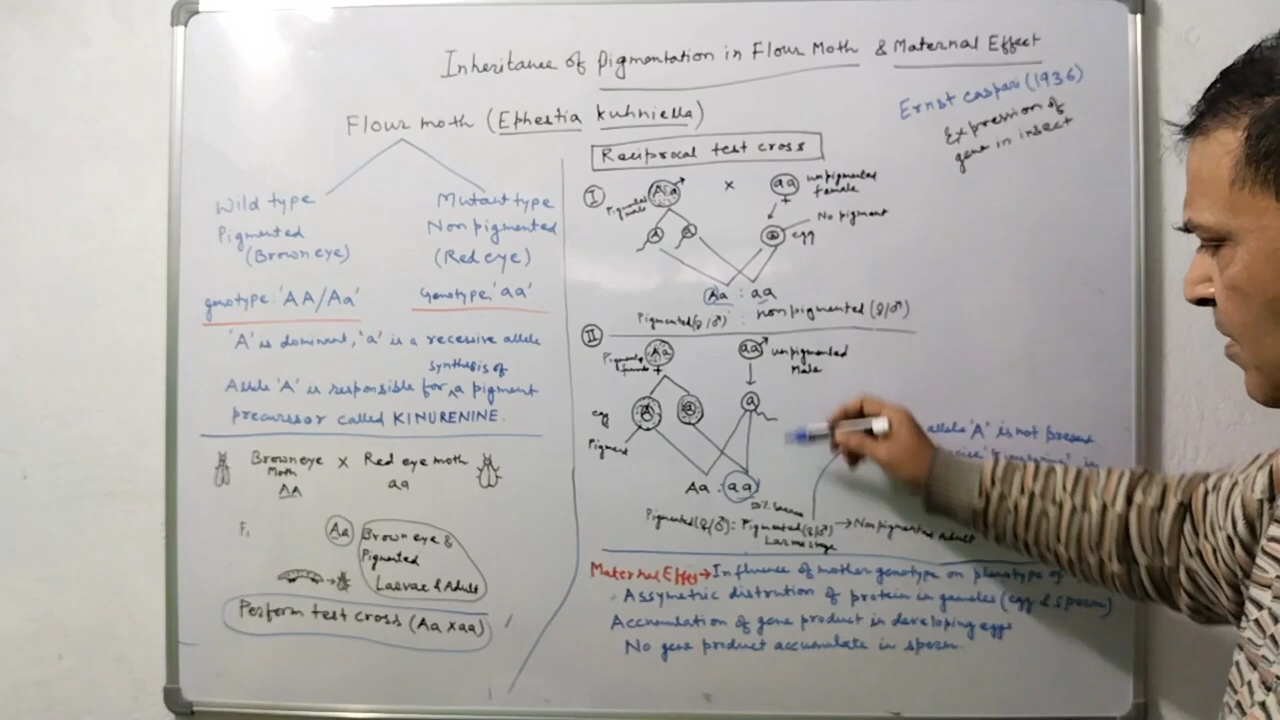 Inheritance of Pigmentation in Flour Moth & Maternal Effect
Ernst Caspari (1936)
Expression of
gene in insect
Flour moth (Ephestia kuhniella)
Wild type
Pigmented
(Brown eye)
genotype: 'AA/Aa'
Mutant type
Non pigmented
(Red eye)
Genotype: 'aa'
'A' is dominant, 'a' is a recessive allele
synthesis of
Allele 'A' is responsible for a pigment
precursor called KINURENINE.
Brown eye x Red eye moth
Moth
AA
aa
F1
Aa
Brown eye &
Pigmented
Larvae & Adult
Perform test cross (Aa x aa)
Reciprocal test cross
I
Aa
x
aa
unpigmented
female
Pigmented
male
A
a
a
egg
No pigment
Aa : aa
Pigmented (♀/♂) : non pigmented (♀/♂)
II
Aa
aa
unpigmented
Male
Pigmented
female
egg
A
a
a
Pigment
Aa : aa
50% larvae
Pigmented (♀/♂) : Pigmented (♀/♂) → Non pigmented Adult
Larvae stage
allele 'A' is not present
Maternal Effet → Influence of mother genotype on phenotype of
Assymetric distrution of protein in gametes (egg & sperm)
Accumulation of gene product in developing eggs
No gene product accumulate in sperm.